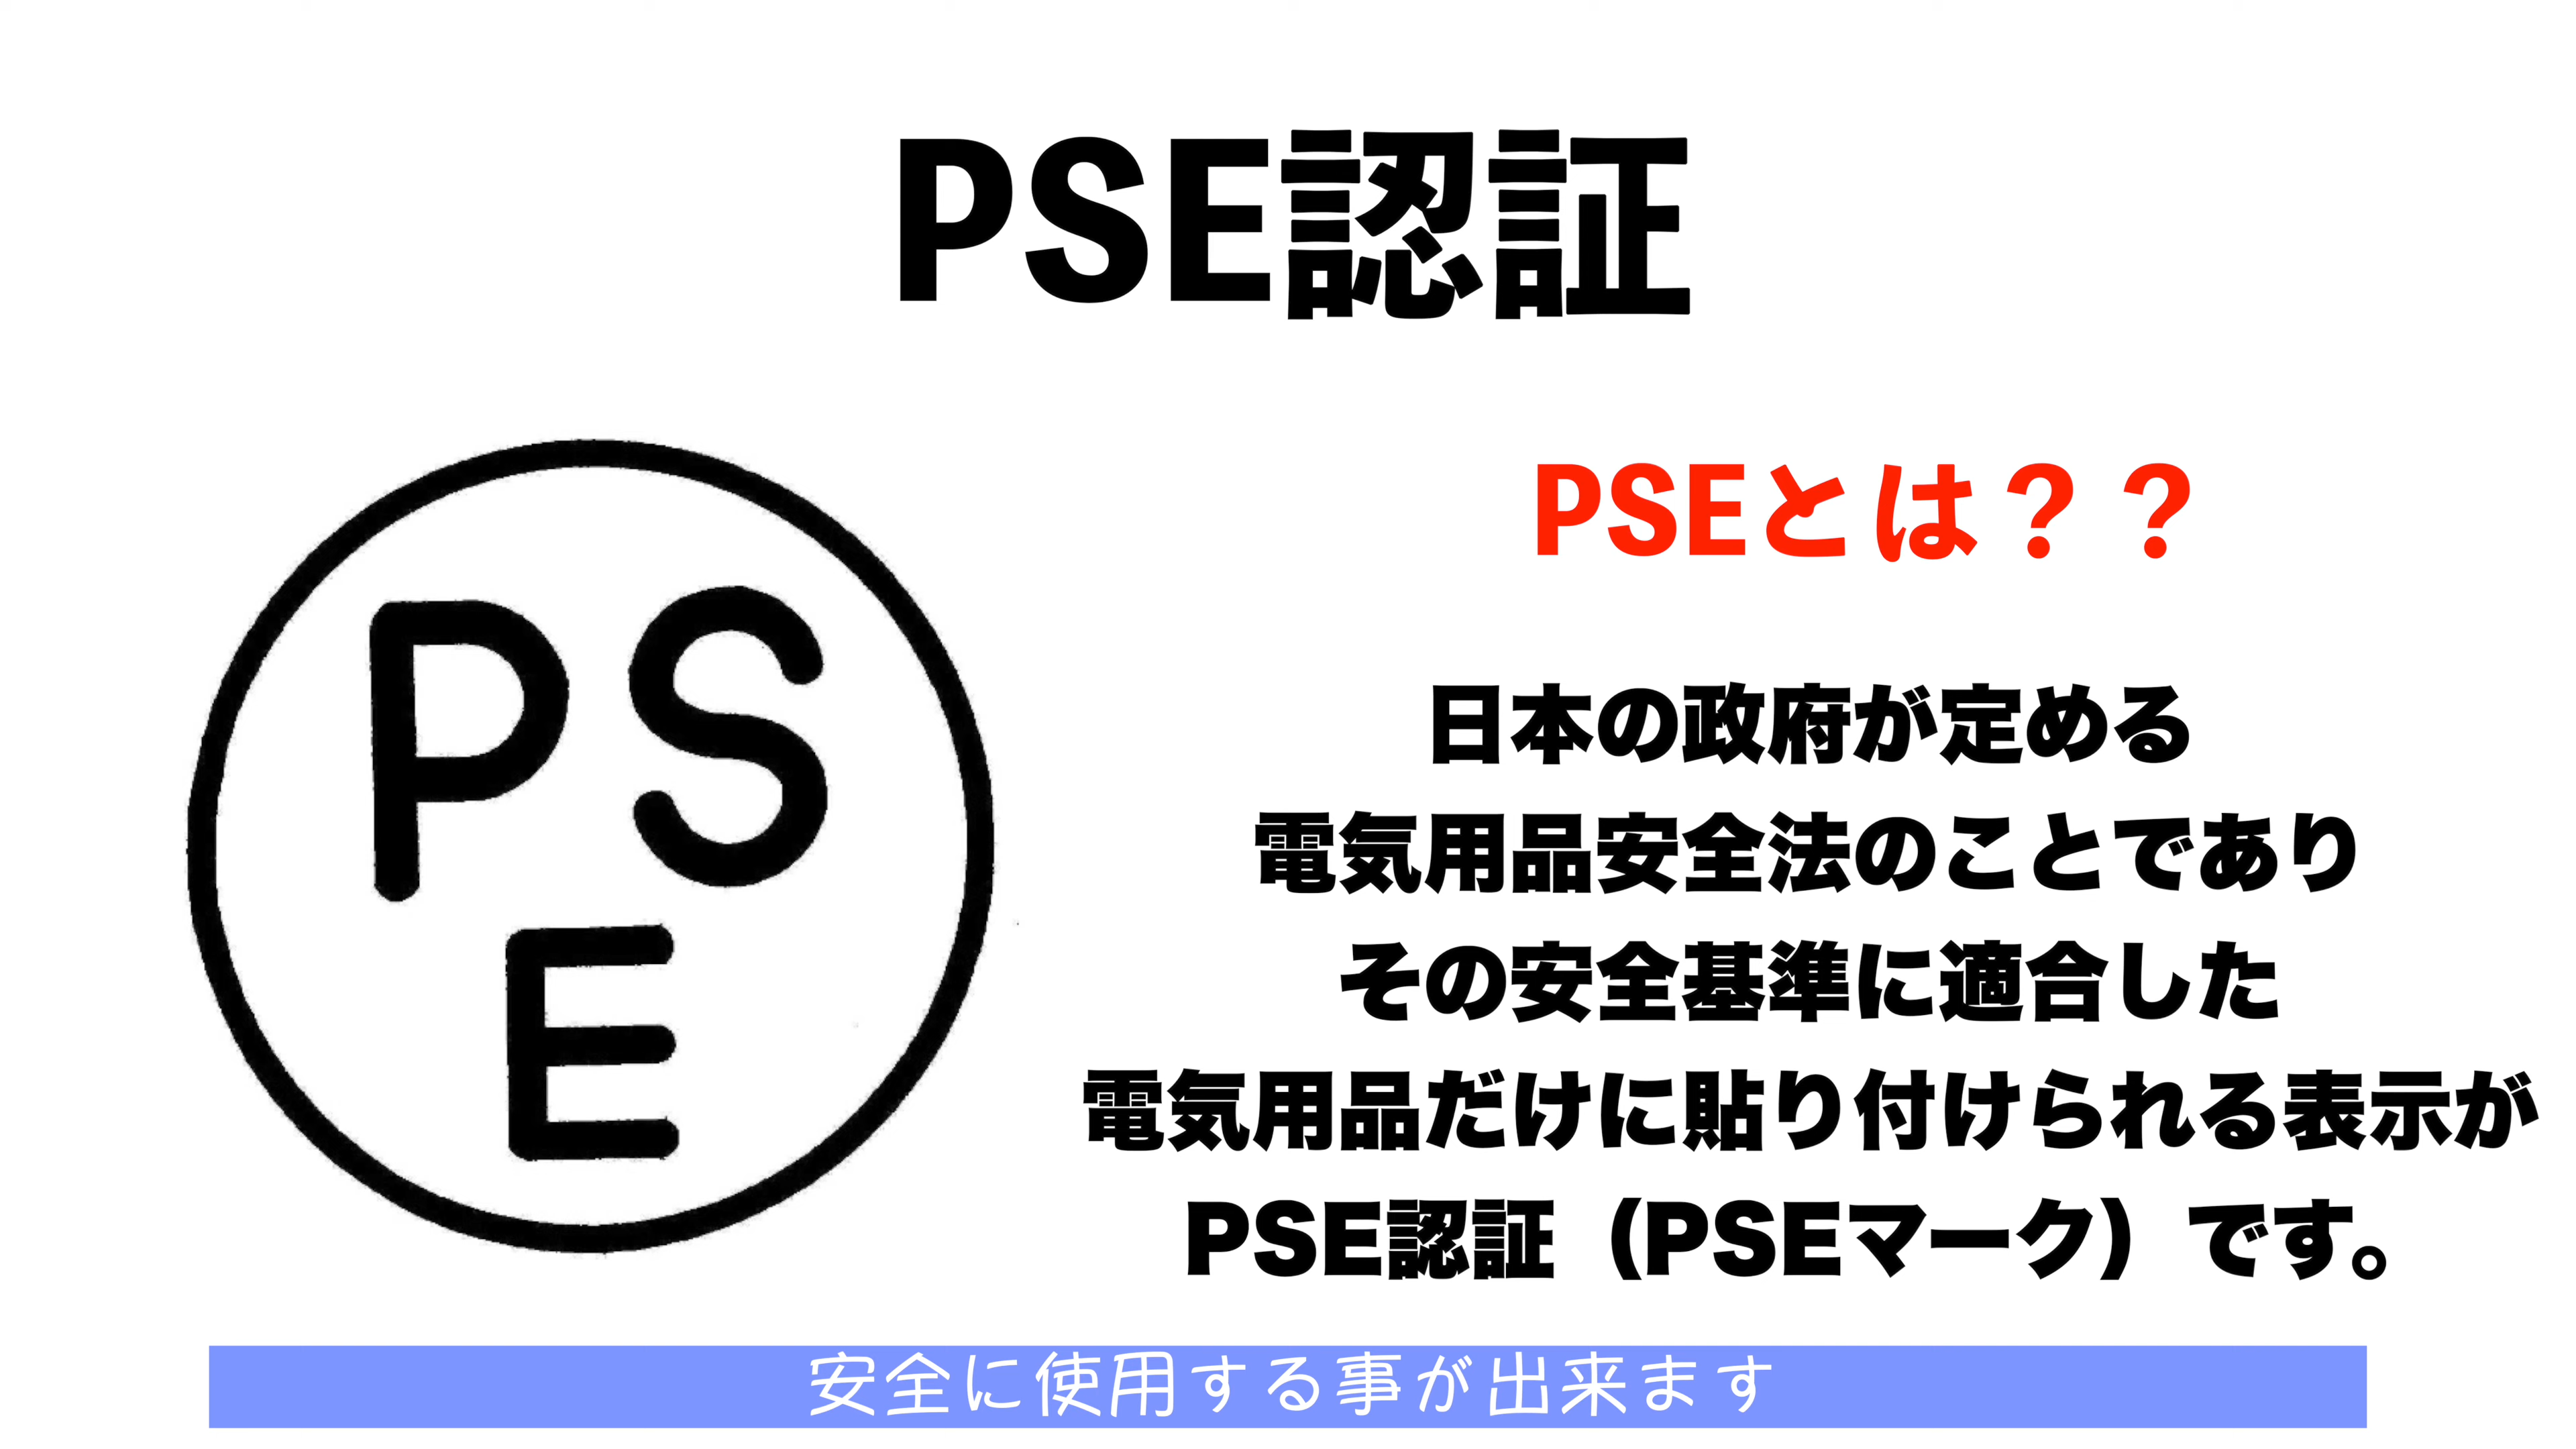 PSE認証
PS
E
PSEとは？？
日本の政府が定める
電気用品安全法のことであり
その安全基準に適合した
電気用品だけに貼り付けられる表示が
PSE認証（PSEマーク）です。
安全に使用する事が出来ます